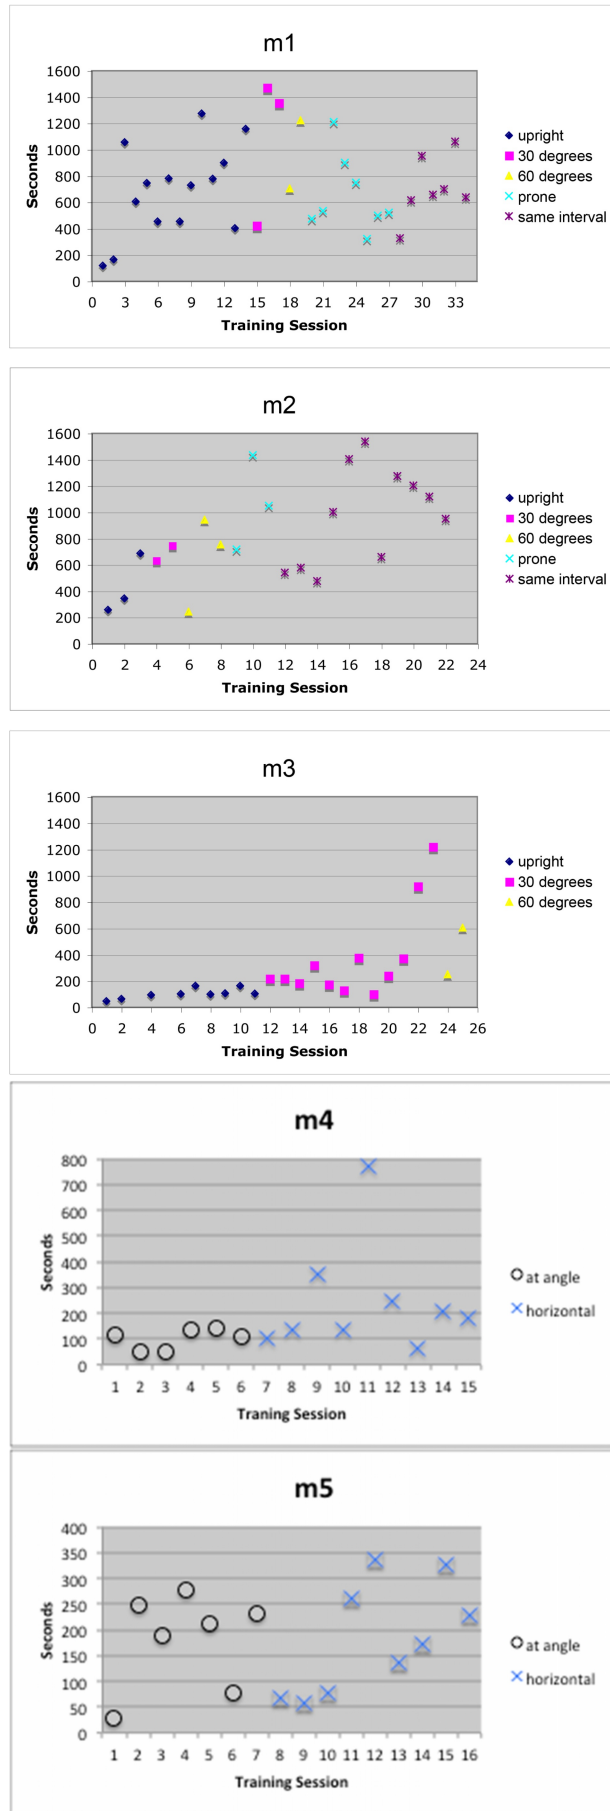 m1
1600
1400
1200
1000
800
600
400
200
0
Seconds
0 3 6 9 12 15 18 21 24 27 30 33
Training Session
upright
30 degrees
60 degrees
prone
same interval
m2
1600
1400
1200
1000
800
600
400
200
0
Seconds
0 2 4 6 8 10 12 14 16 18 20 22 24
Training Session
upright
30 degrees
60 degrees
prone
same interval
m3
1600
1400
1200
1000
800
600
400
200
0
Seconds
0 2 4 6 8 10 12 14 16 18 20 22 24 26
Training Session
upright
30 degrees
60 degrees
m4
800
700
600
500
400
300
200
100
0
Seconds
1 2 3 4 5 6 7 8 9 10 11 12 13 14 15
Traning Session
at angle
horizontal
m5
400
350
300
250
200
150
100
50
0
Seconds
1 2 3 4 5 6 7 8 9 10 11 12 13 14 15 16
Training Session
at angle
horizontal